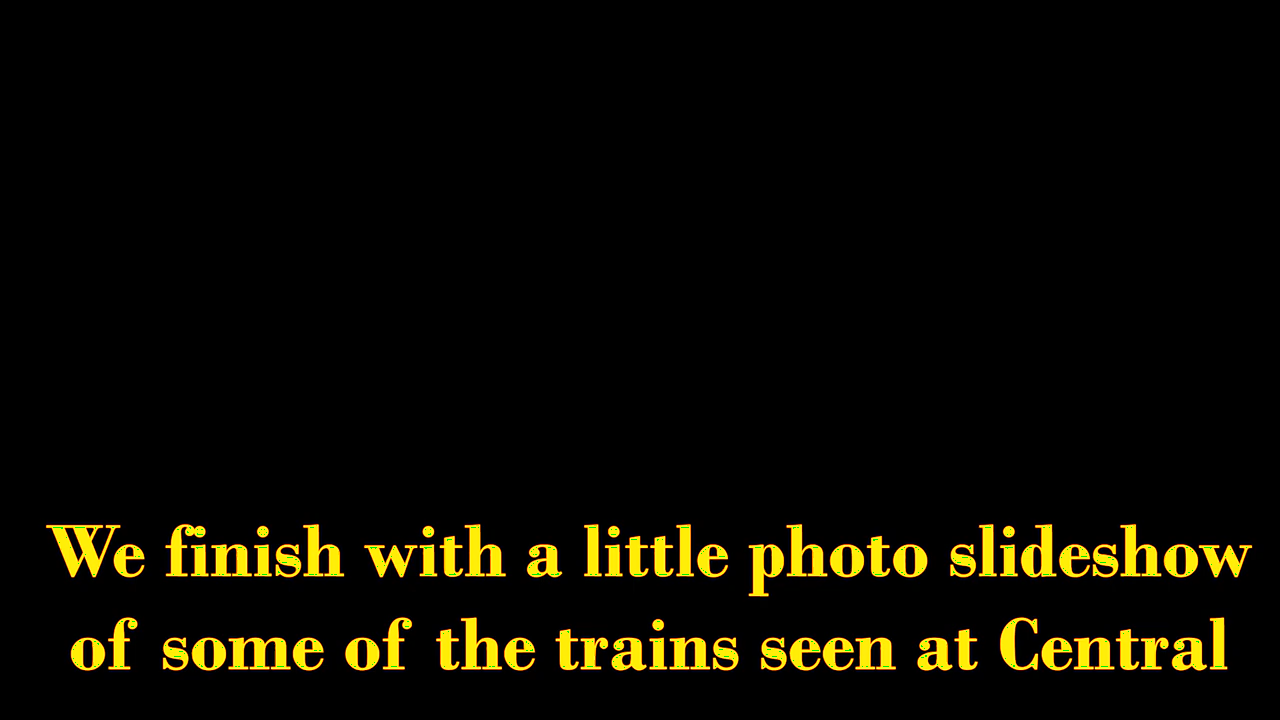 We finish with a little photo slideshow
of some of the trains seen at Central